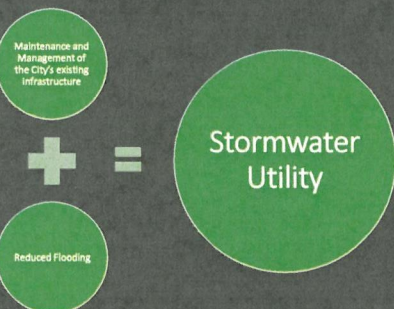 Maintenance and
Management of
the City's existing
infrastructure
+
=
Stormwater
Utility
Reduced Flooding